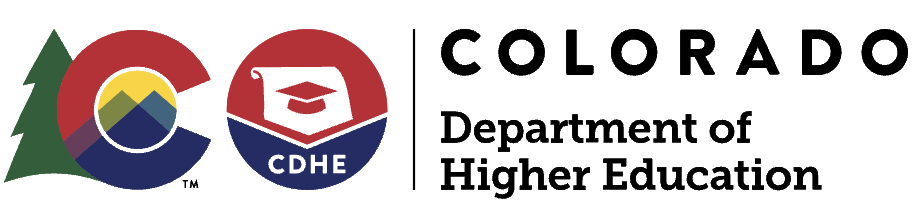 TM
CDHE
COLORADO
Department of
Higher Education